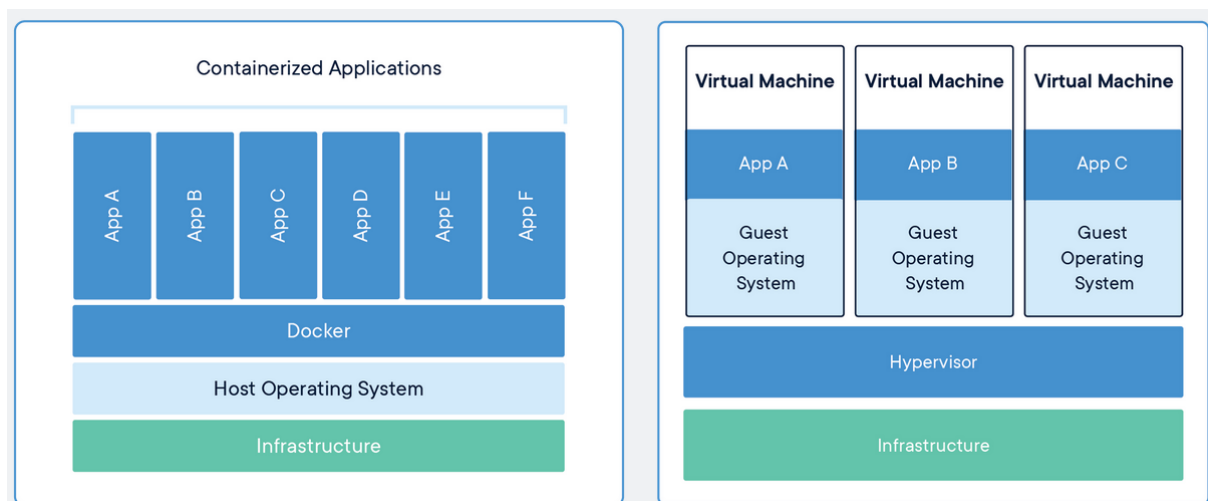 Containerized Applications
App A
App B
App C
App D
App E
App F
Docker
Host Operating System
Infrastructure
Virtual Machine
App A
Guest
Operating
System
Virtual Machine
App B
Guest
Operating
System
Virtual Machine
App C
Guest
Operating
System
Hypervisor
Infrastructure